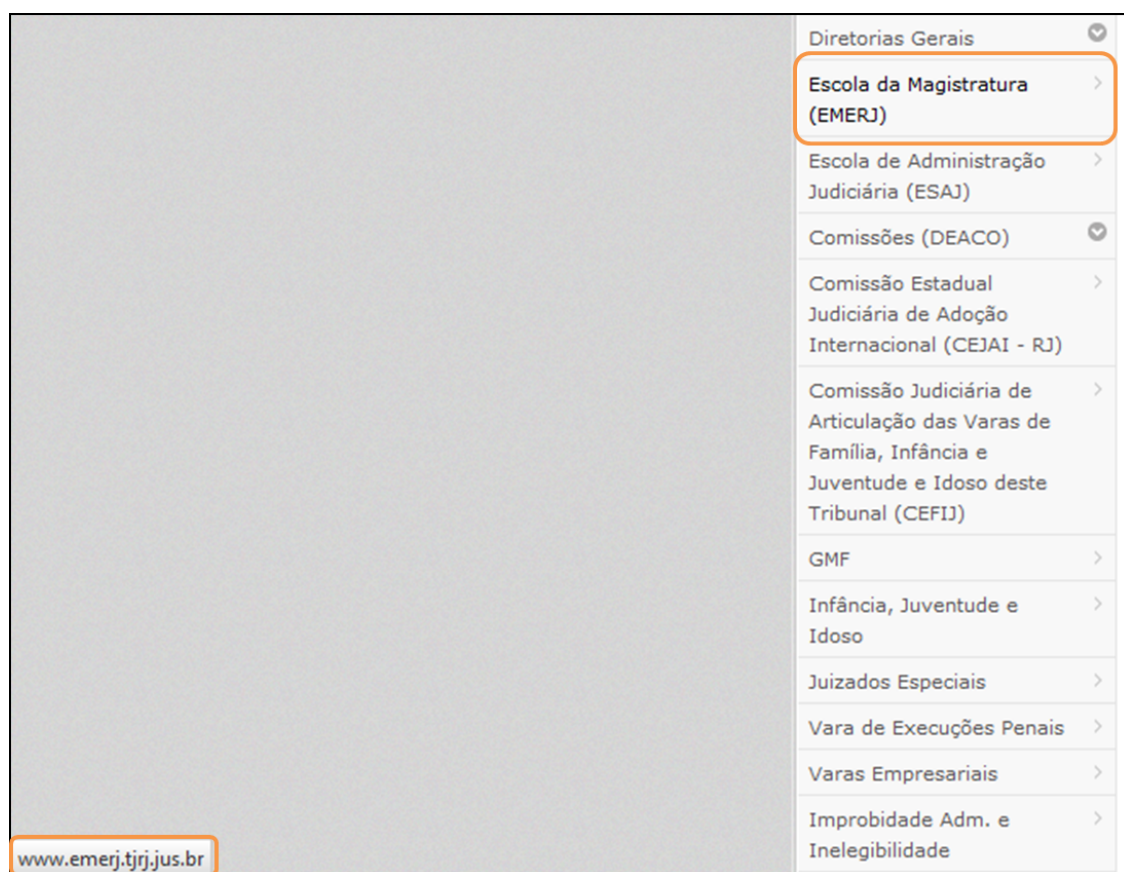 Diretorias Gerais
Escola da Magistratura
(EMERJ)
Escola de Administração
Judiciária (ESAJ)
Comissões (DEACO)
Comissão Estadual
Judiciária de Adoção
Internacional (CEJAI - RJ)
Comissão Judiciária de
Articulação das Varas de
Família, Infância e
Juventude e Idoso deste
Tribunal (CEFIJ)
GMF
Infância, Juventude e
Idoso
Juizados Especiais
Vara de Execuções Penais
Varas Empresariais
Improbidade Adm. e
Inelegibilidade
www.emerj.tjrj.jus.br